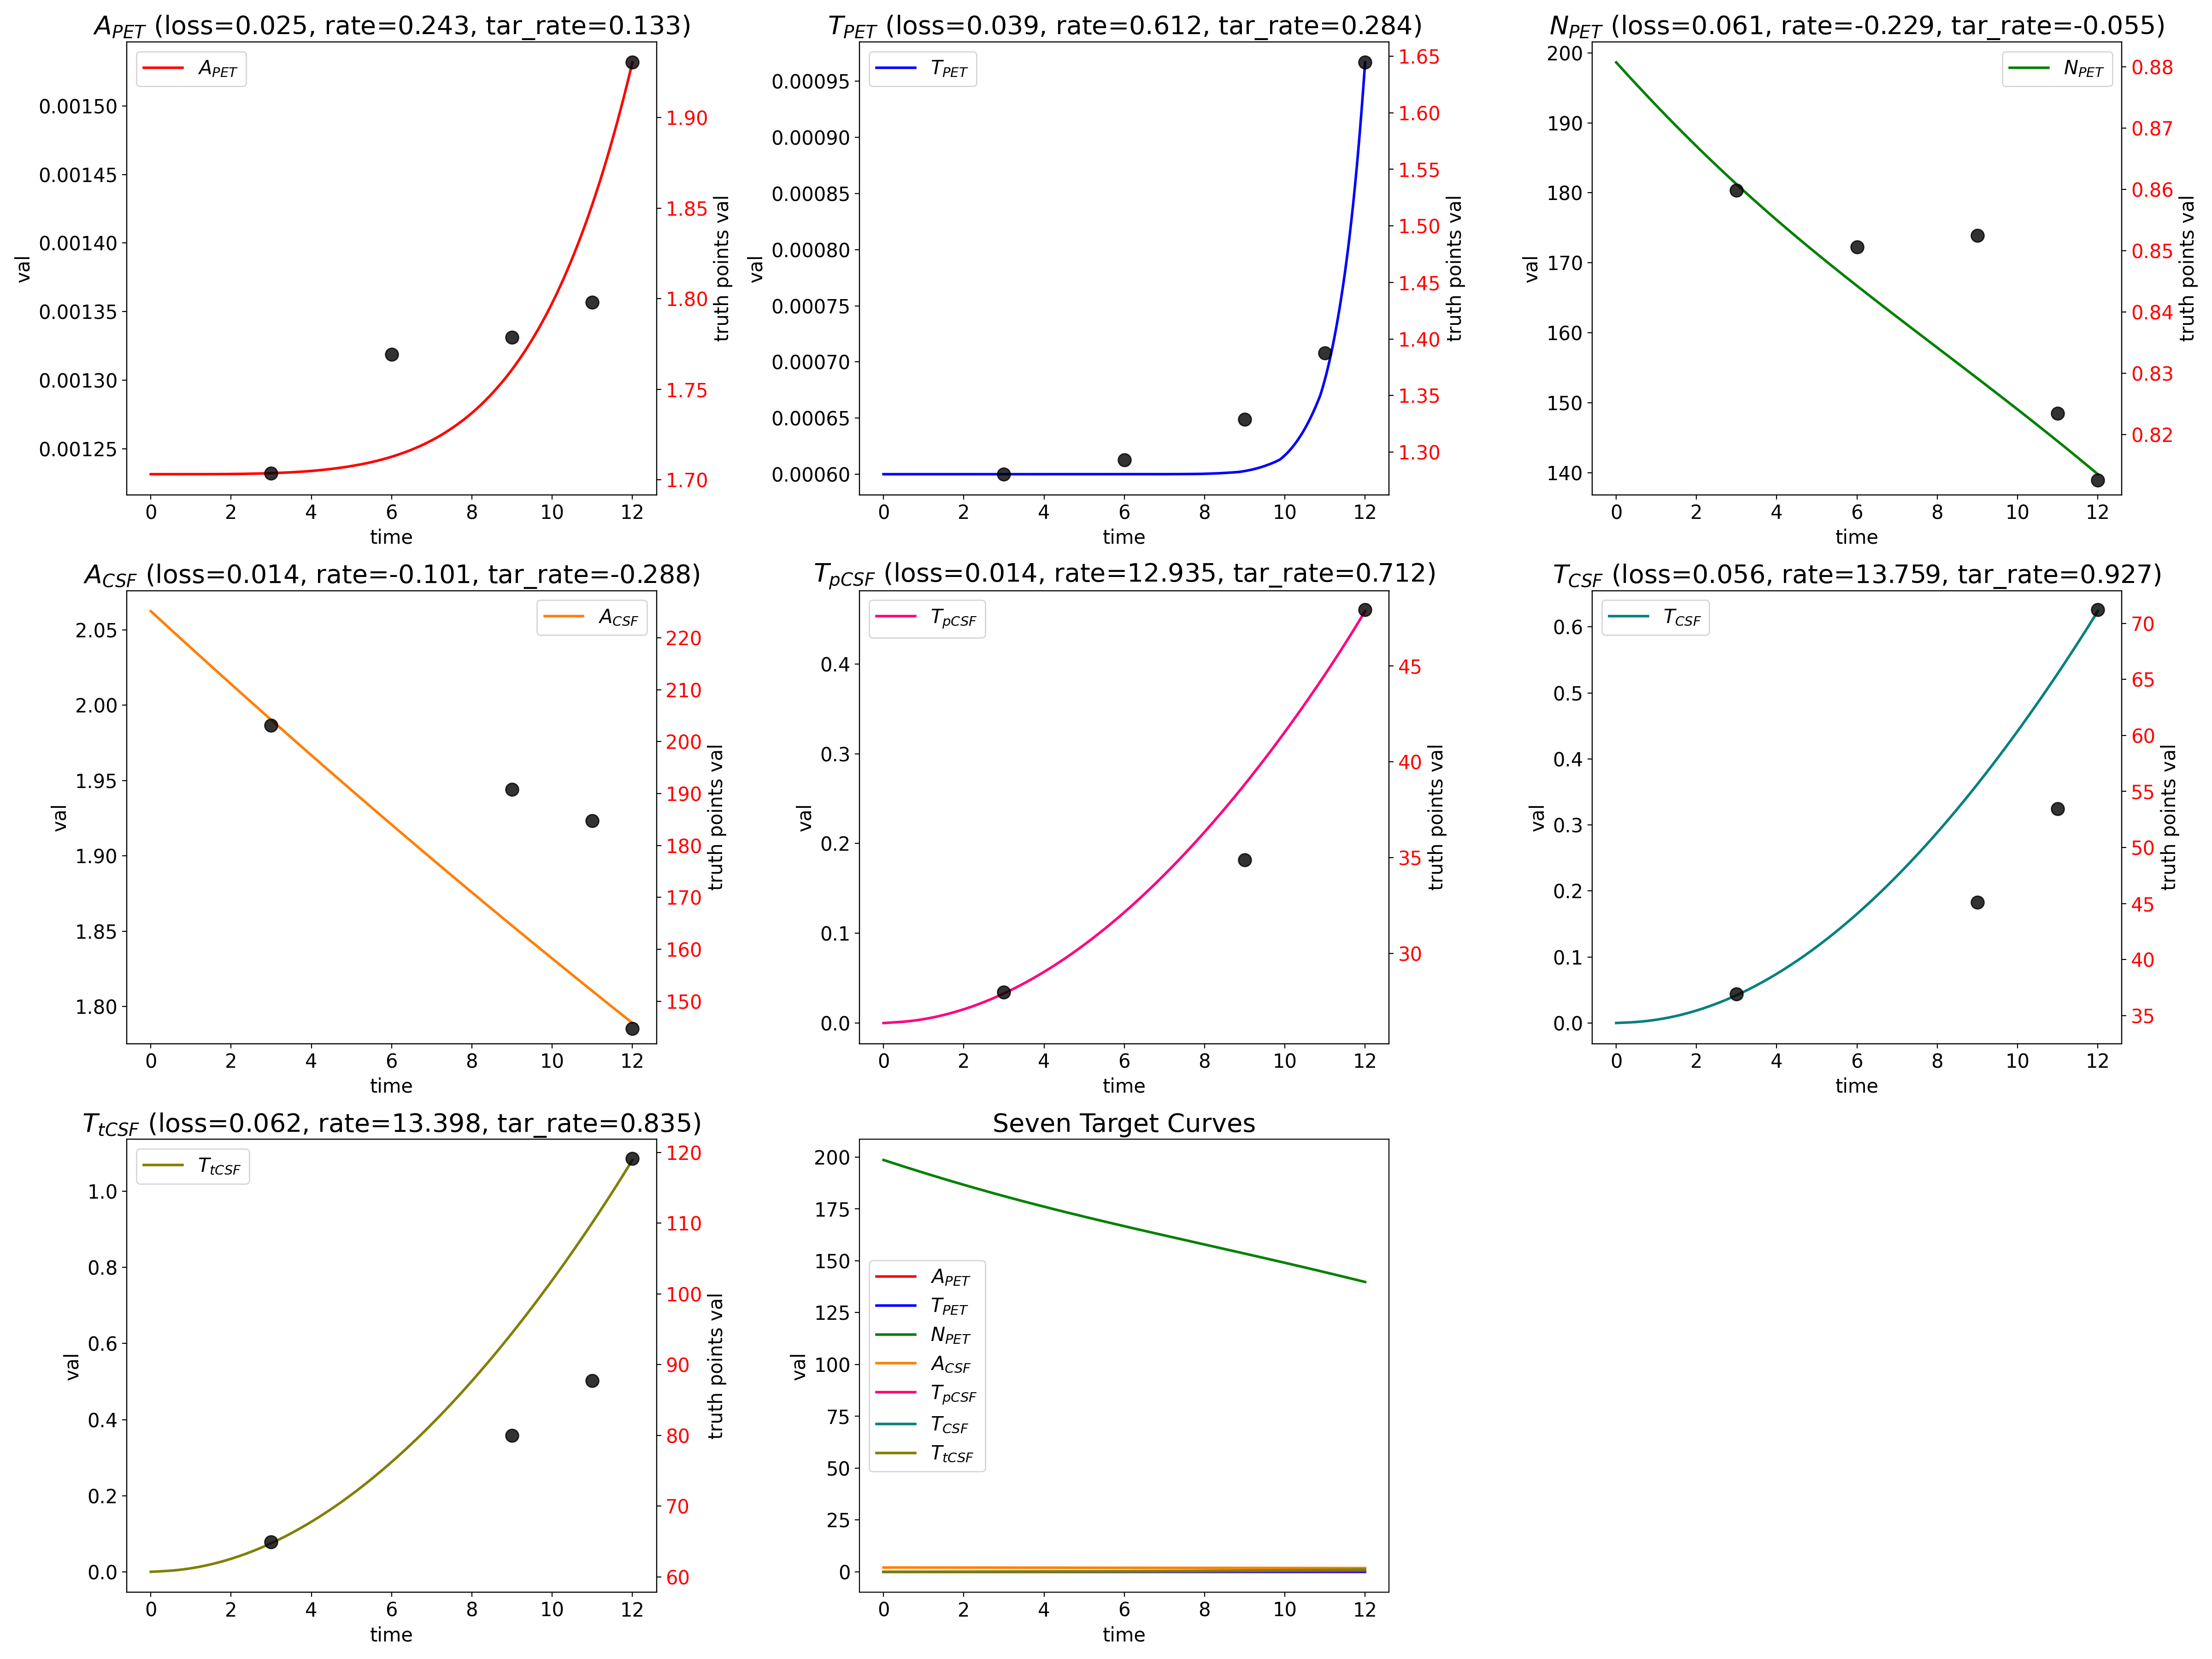 A_PET (loss=0.025, rate=0.243, tar_rate=0.133)
A_PET
0.00150
0.00145
0.00140
0.00135
0.00130
0.00125
val
1.90
1.85
1.80
1.75
1.70
truth points val
0 2 4 6 8 10 12
time
T_PET (loss=0.039, rate=0.612, tar_rate=0.284)
T_PET
0.00095
0.00090
0.00085
0.00080
0.00075
0.00070
0.00065
0.00060
val
1.65
1.60
1.55
1.50
1.45
1.40
1.35
1.30
truth points val
0 2 4 6 8 10 12
time
N_PET (loss=0.061, rate=-0.229, tar_rate=-0.055)
N_PET
200
190
180
170
160
150
140
val
0.88
0.87
0.86
0.85
0.84
0.83
0.82
truth points val
0 2 4 6 8 10 12
time
A_CSF (loss=0.014, rate=-0.101, tar_rate=-0.288)
A_CSF
2.05
2.00
1.95
1.90
1.85
1.80
val
220
210
200
190
180
170
160
150
truth points val
0 2 4 6 8 10 12
time
T_pCSF (loss=0.014, rate=12.935, tar_rate=0.712)
T_pCSF
0.4
0.3
0.2
0.1
0.0
val
45
40
35
30
truth points val
0 2 4 6 8 10 12
time
T_CSF (loss=0.056, rate=13.759, tar_rate=0.927)
T_CSF
0.6
0.5
0.4
0.3
0.2
0.1
0.0
val
70
65
60
55
50
45
40
35
truth points val
0 2 4 6 8 10 12
time
T_tCSF (loss=0.062, rate=13.398, tar_rate=0.835)
T_tCSF
1.0
0.8
0.6
0.4
0.2
0.0
val
120
110
100
90
80
70
60
truth points val
0 2 4 6 8 10 12
time
Seven Target Curves
200
175
150
125
100
75
50
25
0
val
A_PET
T_PET
N_PET
A_CSF
T_pCSF
T_CSF
T_tCSF
0 2 4 6 8 10 12
time